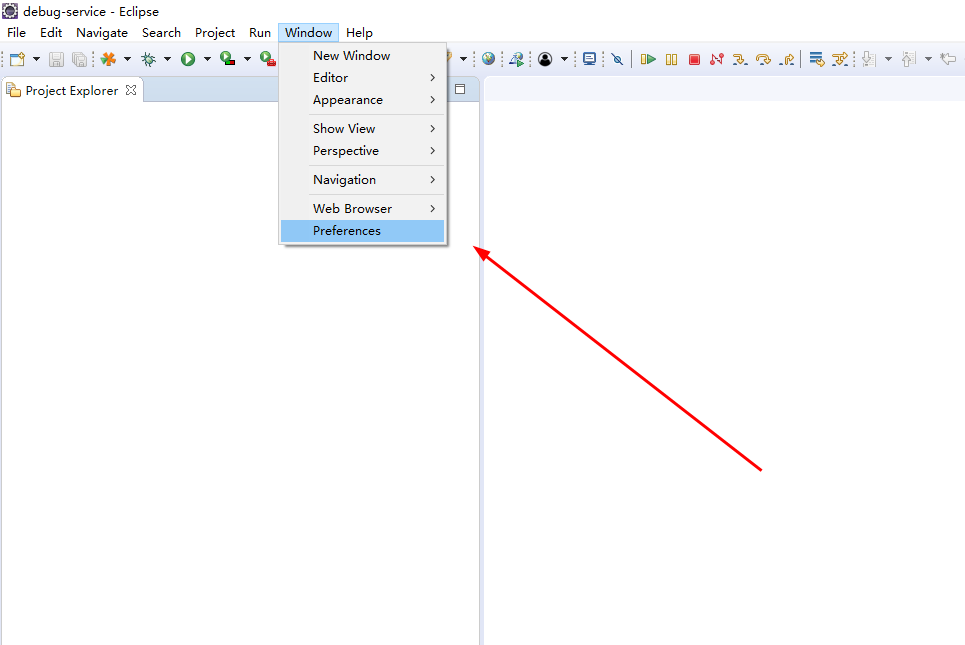 debug-service - Eclipse
File Edit Navigate Search Project Run Window Help
New Window
Editor
Appearance
Show View
Perspective
Navigation
Web Browser
Preferences
Project Explorer